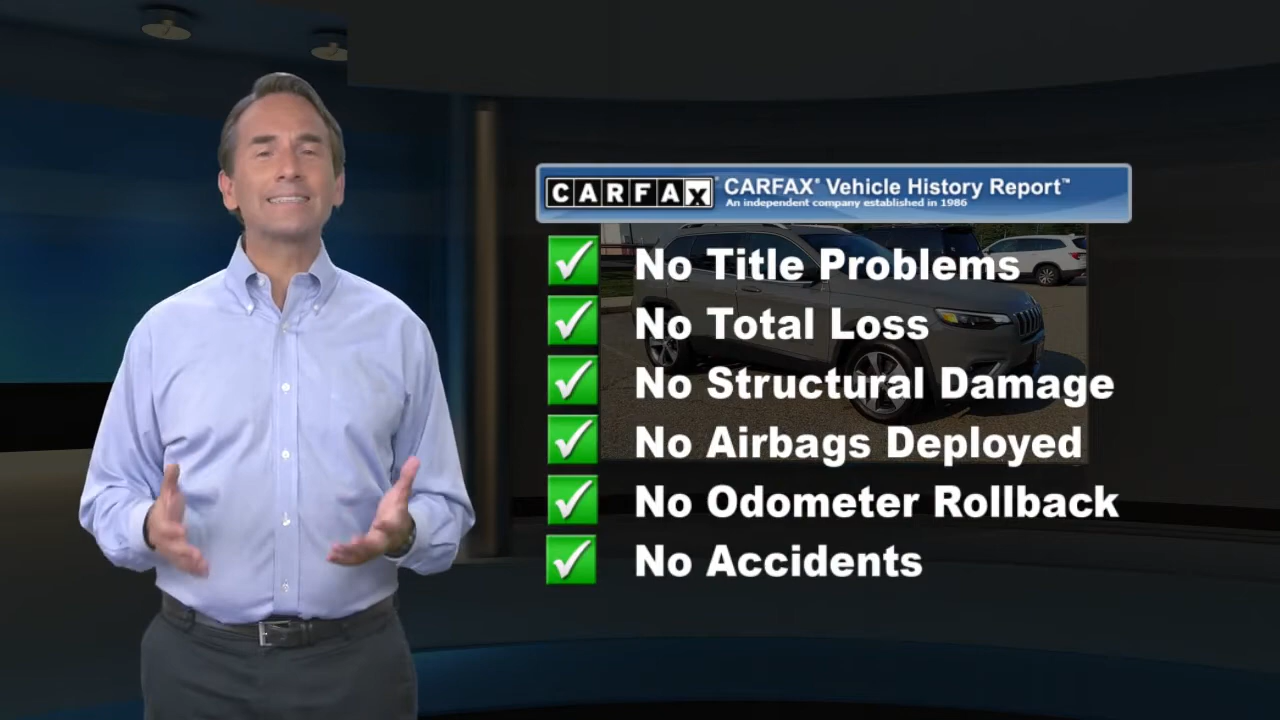 CARFAX® CARFAX® Vehicle History Report™
An independent company established in 1986
No Title Problems
No Total Loss
No Structural Damage
No Airbags Deployed
No Odometer Rollback
No Accidents